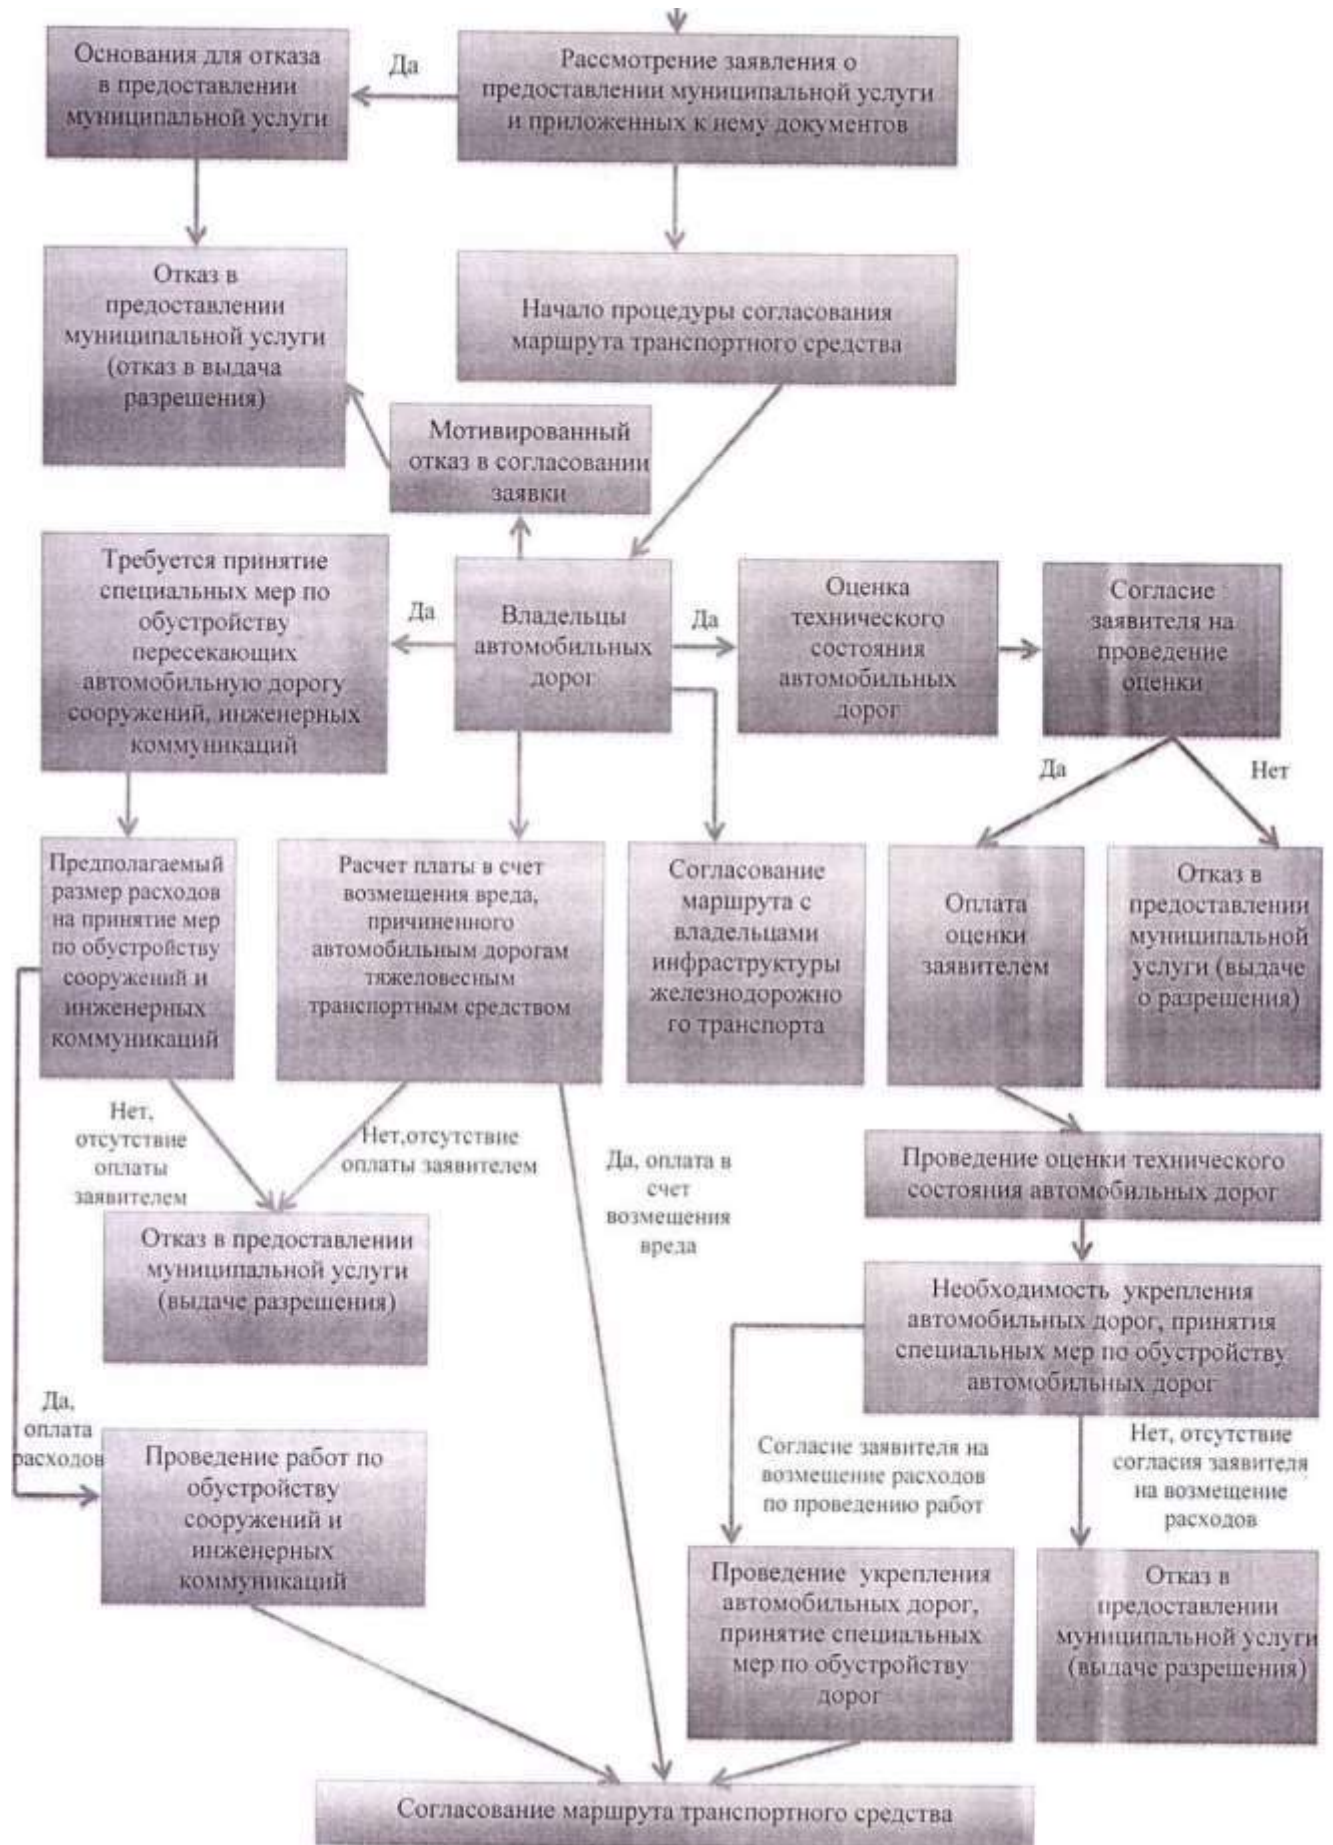 Основания для отказа
в предоставлении
муниципальной услуги
Да
Рассмотрение заявления о
предоставлении муниципальной услуги
и приложенных к нему документов
Отказ в
предоставлении
муниципальной услуги
(отказ в выдача
разрешения)
Начало процедуры согласования
маршрута транспортного средства
Мотивированный
отказ в согласовании
заявки
Требуется принятие
специальных мер по
обустройству
пересекающих
автомобильную дорогу
сооружений, инженерных
коммуникаций
Да
Владельцы
автомобильных
дорог
Да
Оценка
технического
состояния
автомобильных
дорог
Согласие
заявителя на
проведение
оценки
Да
Нет
Предполагаемый
размер расходов
на принятие мер
по обустройству
сооружений и
инженерных
коммуникаций
Расчет платы в счет
возмещения вреда,
причиненного
автомобильным дорогам
тяжеловесным
транспортным средством
Согласование
маршрута с
владельцами
инфраструктуры
железнодорожно
го транспорта
Оплата
оценки
заявителем
Отказ в
предоставлении
муниципальной
услуги (выдаче
о разрешения)
Нет,
отсутствие
оплаты
заявителем
Нет,отсутствие
оплаты заявителем
Да, оплата в
счет
возмещения
вреда
Проведение оценки технического
состояния автомобильных дорог
Отказ в предоставлении
муниципальной услуги
(выдаче разрешения)
Необходимость укрепления
автомобильных дорог, принятия
специальных мер по обустройству
автомобильных дорог
Да,
оплата
расходов
Согласие заявителя на
возмещение расходов
по проведению работ
Нет, отсутствие
согласия заявителя
на возмещение
расходов
Проведение работ по
обустройству
сооружений и
инженерных
коммуникаций
Проведение укрепления
автомобильных дорог,
принятие специальных
мер по обустройству
дорог
Отказ в
предоставлении
муниципальной услуги
(выдаче разрешения)
Согласование маршрута транспортного средства